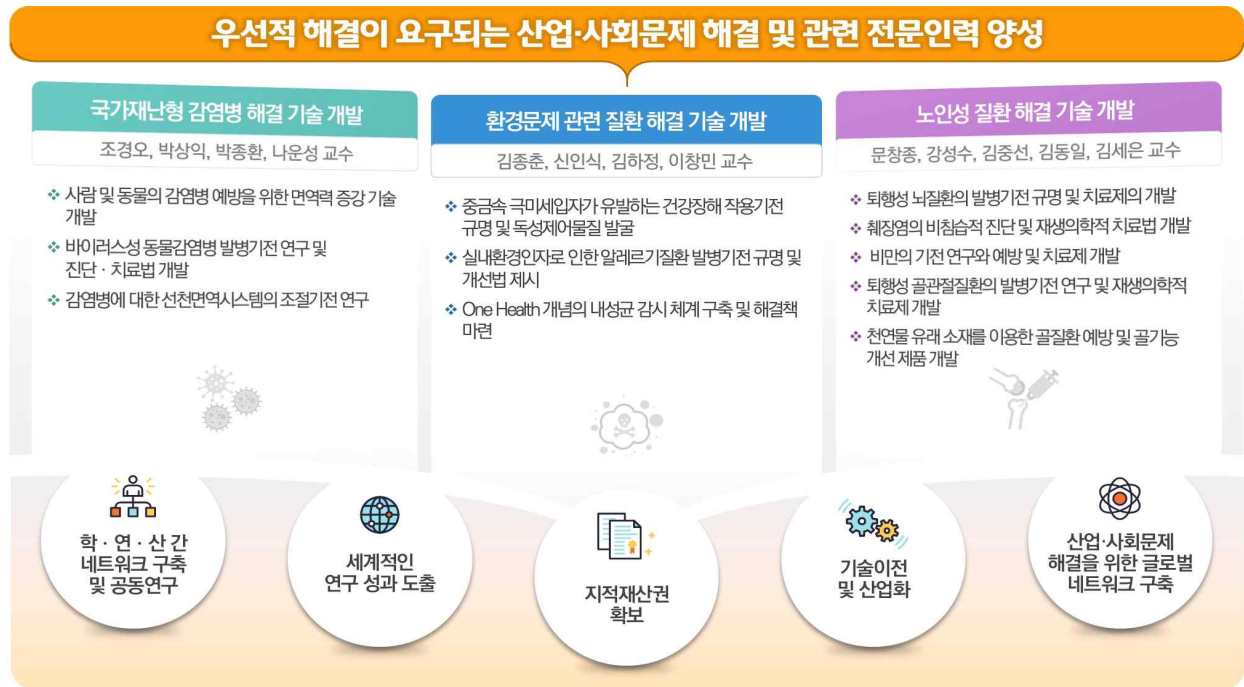 우선적 해결이 요구되는 산업·사회문제 해결 및 관련 전문인력 양성
국가재난형 감염병 해결 기술 개발
조경오, 박상익, 박종환, 나운성 교수
❖ 사람 및 동물의 감염병 예방을 위한 면역력 증강 기술
개발
❖ 바이러스성 동물감염병 발병기전 연구 및
진단 · 치료법 개발
❖ 감염병에 대한 선천면역시스템의 조절기전 연구
환경문제 관련 질환 해결 기술 개발
김종춘, 신인식, 김하정, 이창민 교수
❖ 중금속 극미세입자가 유발하는 건강장해 작용기전
규명 및 독성제어물질 발굴
❖ 실내환경인자로 인한 알레르기질환 발병기전 규명 및
개선법 제시
❖ One Health 개념의 내성균 감시 체계 구축 및 해결책
마련
노인성 질환 해결 기술 개발
문창종, 강성수, 김중선, 김동일, 김세은 교수
❖ 퇴행성 뇌질환의 발병기전 규명 및 치료제의 개발
❖ 췌장염의 비침습적 진단 및 재생의학적 치료법 개발
❖ 비만의 기전 연구와 예방 및 치료제 개발
❖ 퇴행성 골관절질환의 발병기전 연구 및 재생의학적
치료제 개발
❖ 천연물 유래 소재를 이용한 골질환 예방 및 골기능
개선 제품 개발
학 · 연 · 산 간
네트워크 구축
및 공동연구
세계적인
연구 성과 도출
지적재산권
확보
기술이전
및 산업화
산업·사회문제
해결을 위한 글로벌
네트워크 구축